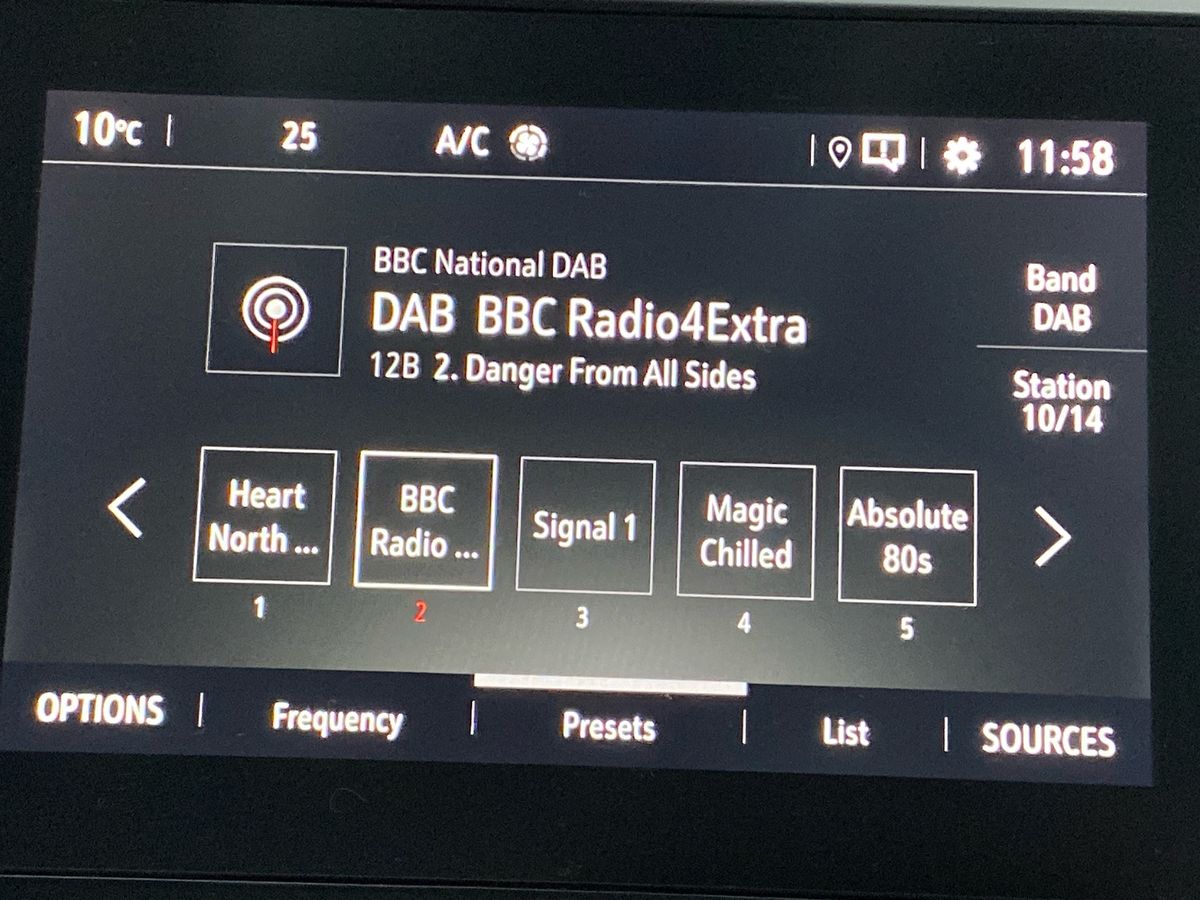 10°C 25 A/C 11:58
BBC National DAB
DAB BBC Radio4Extra
12B 2. Danger From All Sides
Band
DAB
Station
10/14
Heart
North ...
1
BBC
Radio ...
2
Signal 1
3
Magic
Chilled
4
Absolute
80s
5
OPTIONS Frequency Presets List SOURCES